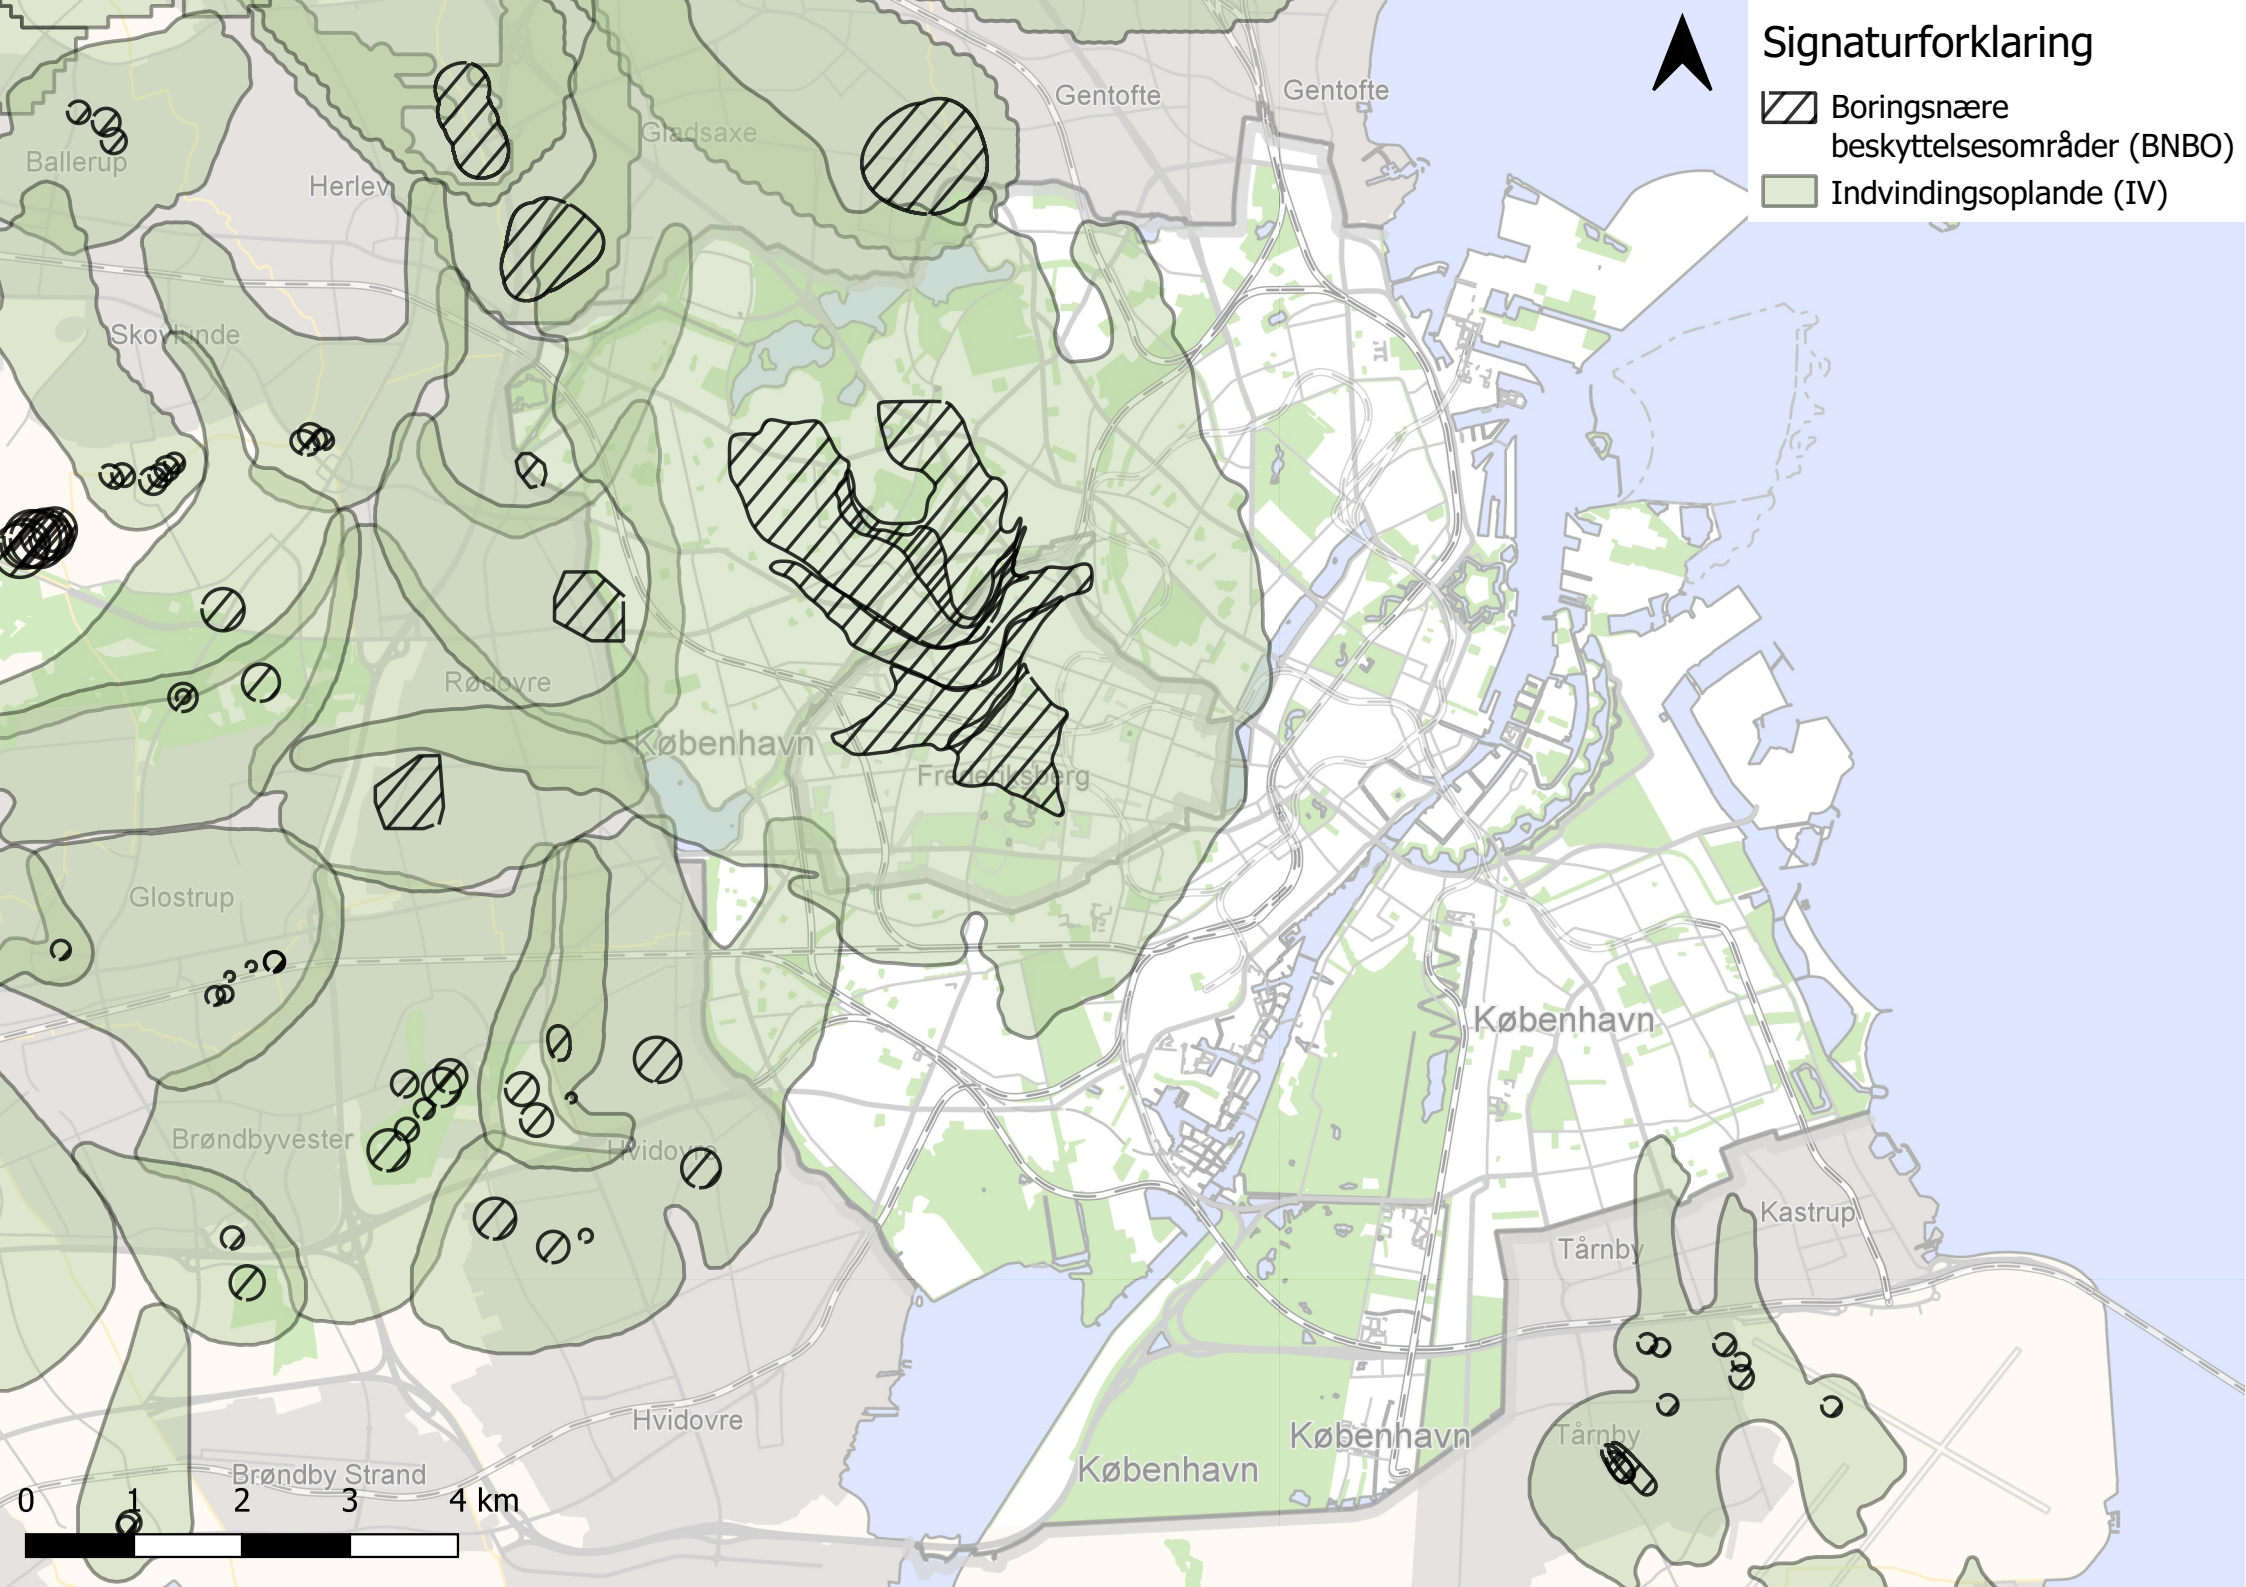 Signaturforklaring
Boringsnære
beskyttelsesområder (BNBO)
Indvindingsoplande (IV)
Gentofte
Gentofte
Gladsaxe
Ballerup
Herlev
Skovlunde
Rødovre
København
Frederiksberg
Glostrup
København
Brøndbyvester
Hvidovre
Kastrup
Tårnby
Hvidovre
København
Tårnby
København
Brøndby Strand
0 1 2 3 4 km